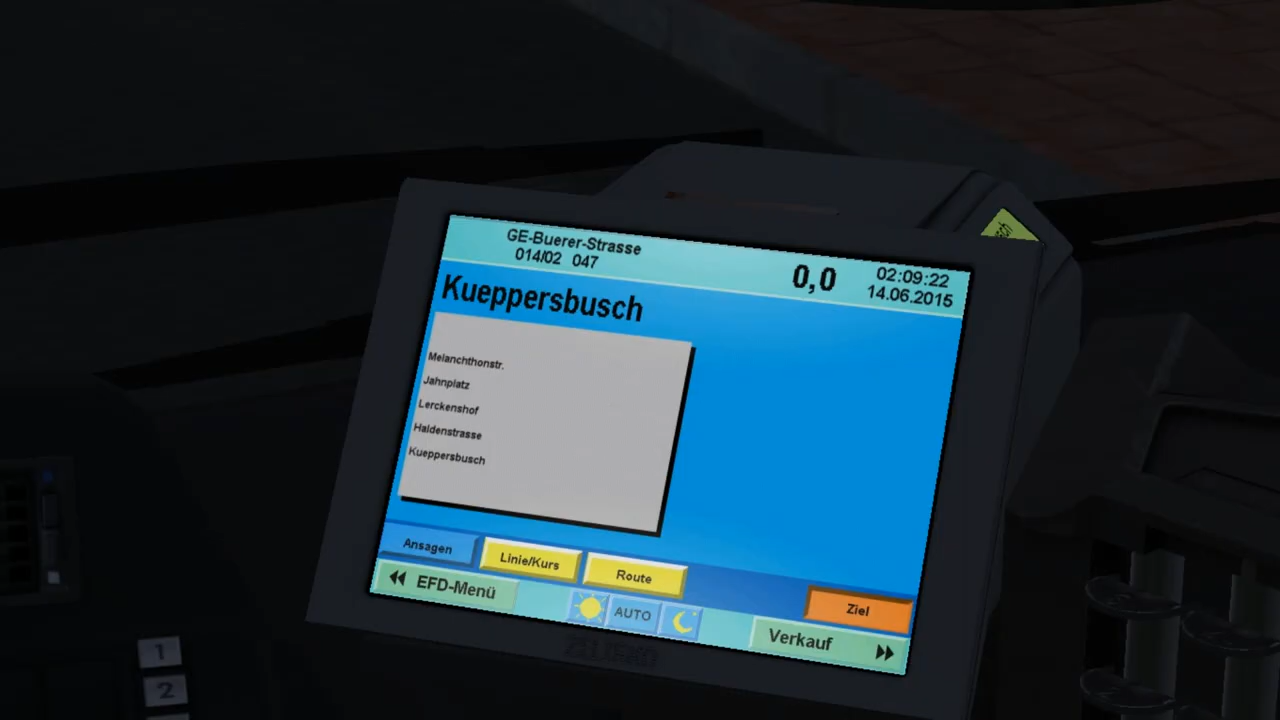 GE-Buerer-Strasse
014/02 047
0,0
02:09:22
14.06.2015
Kueppersbusch
Melanchthonstr.
Jahnplatz
Lerckenshof
Haldenstrasse
Kueppersbusch
Ansagen
Linie/Kurs
Route
Ziel
EFD-Menü
AUTO
Verkauf
1
2